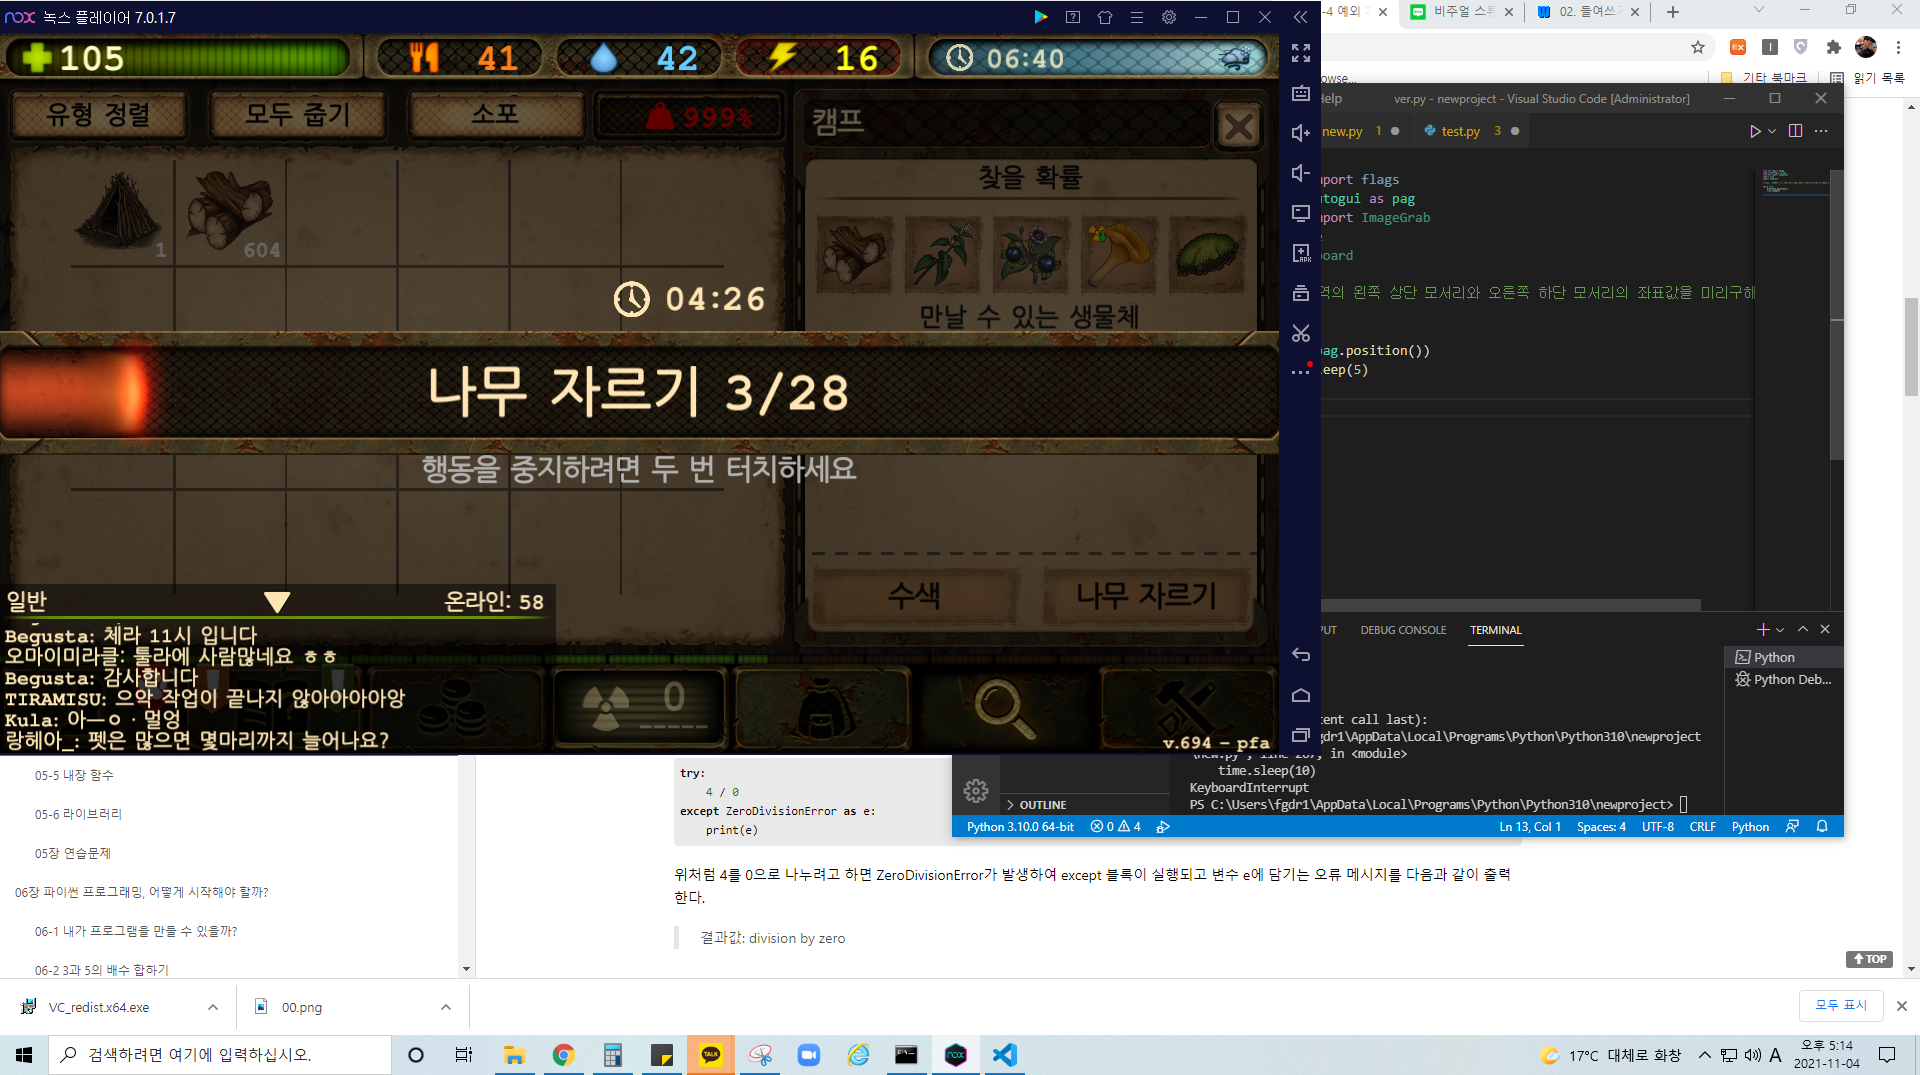 nox 녹스 플레이어 7.0.1.7
105
41
42
16
06:40
유형 정렬
모두 줍기
소포
999%
캠프
찾을 확률
1
604
만날 수 있는 생물체
04:26
나무 자르기 3/28
행동을 중지하려면 두 번 터치하세요
수색
나무 자르기
일반
온라인: 58
Begusta: 체라 11시 입니다
오마이미라클: 툴라에 사람많네요 ㅎㅎ
Begusta: 감사합니다
TIRAMISU: 으악 작업이 끝나지 않아아아아앙
Kula: 아ㅡㅇㆍ멀엉
랑헤아_: 펫은 많으면 몇마리까지 늘어나요?
0
v.694 - pfa
-4 예외
비주얼 스튜
02. 들여쓰
owse...
기타 북마크
읽기 목록
Help
ver.py - newproject - Visual Studio Code [Administrator]
new.py 1
test.py 3
port flags
utogui as pag
port ImageGrab
board
역의 왼쪽 상단 모서리와 오른쪽 하단 모서리의 좌표값을 미리구해
pag.position())
leep(5)
PUT
DEBUG CONSOLE
TERMINAL
Python
Python Deb...
cent call last):
fgdr1\AppData\Local\Programs\Python\Python310\newproject
\new.py", line 207, in <module>
time.sleep(10)
KeyboardInterrupt
PS C:\Users\fgdr1\AppData\Local\Programs\Python\Python310\newproject>
OUTLINE
Python 3.10.0 64-bit
0
4
Ln 13, Col 1
Spaces: 4
UTF-8
CRLF
Python
05-5 내장 함수
05-6 라이브러리
05장 연습문제
06장 파이썬 프로그래밍, 어떻게 시작해야 할까?
06-1 내가 프로그램을 만들 수 있을까?
06-2 3과 5의 배수 합하기
try:
4 / 0
except ZeroDivisionError as e:
print(e)
위처럼 4를 0으로 나누려고 하면 ZeroDivisionError가 발생하여 except 블록이 실행되고 변수 e에 담기는 오류 메시지를 다음과 같이 출력
한다.
결과값: division by zero
TOP
VC_redist.x64.exe
00.png
모두 표시
검색하려면 여기에 입력하십시오.
TALK
nox
17°C 대체로 화창
A
오후 5:14
2021-11-04